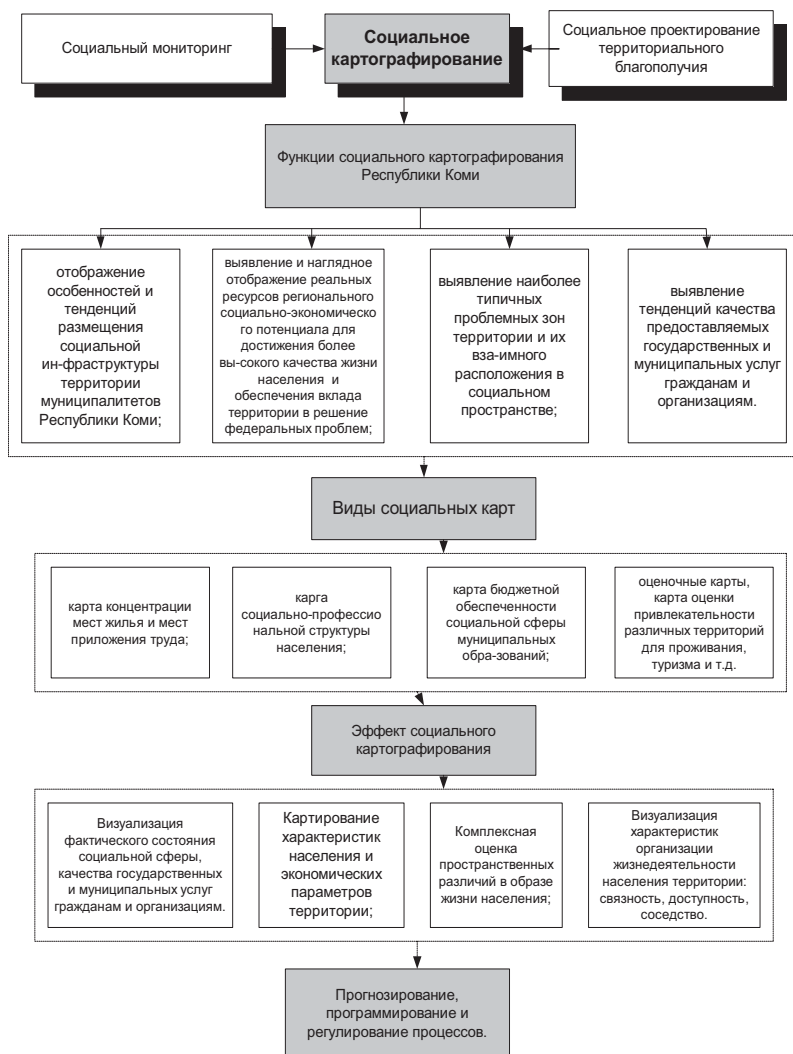 Социальный мониторинг
Социальное
картографирование
Социальное проектирование
территориального
благополучия
Функции социального картографирования
Республики Коми
отображение
особенностей и
тенденций
размещения
социальной
ин-фраструктуры
территории
муниципалитетов
Республики Коми;
выявление и наглядное
отображение реальных
ресурсов регионального
социально-экономическо
го потенциала для
достижения более
вы-сокого качества жизни
населения и
обеспечения вклада
территории в решение
федеральных проблем;
выявление наиболее
типичных
проблемных зон
территории и их
вза-имного
расположения в
социальном
пространстве;
выявление
тенденций качества
предоставляемых
государственных и
муниципальных услуг
гражданам и
организациям.
Виды социальных карт
карта концентрации
мест жилья и мест
приложения труда;
карга
социально-профессио
нальной структуры
населения;
карта бюджетной
обеспеченности
социальной сферы
муниципальных
обра-зований;
оценочные карты,
карта оценки
привлекательности
различных территорий
для проживания,
туризма и т.д.
Эффект социального
картографирования
Визуализация
фактического состояния
социальной сферы,
качества государственных
и муниципальных услуг
гражданам и организациям.
Картирование
характеристик
населения и
экономических
параметров
территории;
Комплексная
оценка
пространственных
различий в образе
жизни населения;
Визуализация
характеристик
организации
жизнедеятельности
населения территории:
связность, доступность,
соседство.
Прогнозирование,
программирование и
регулирование процессов.